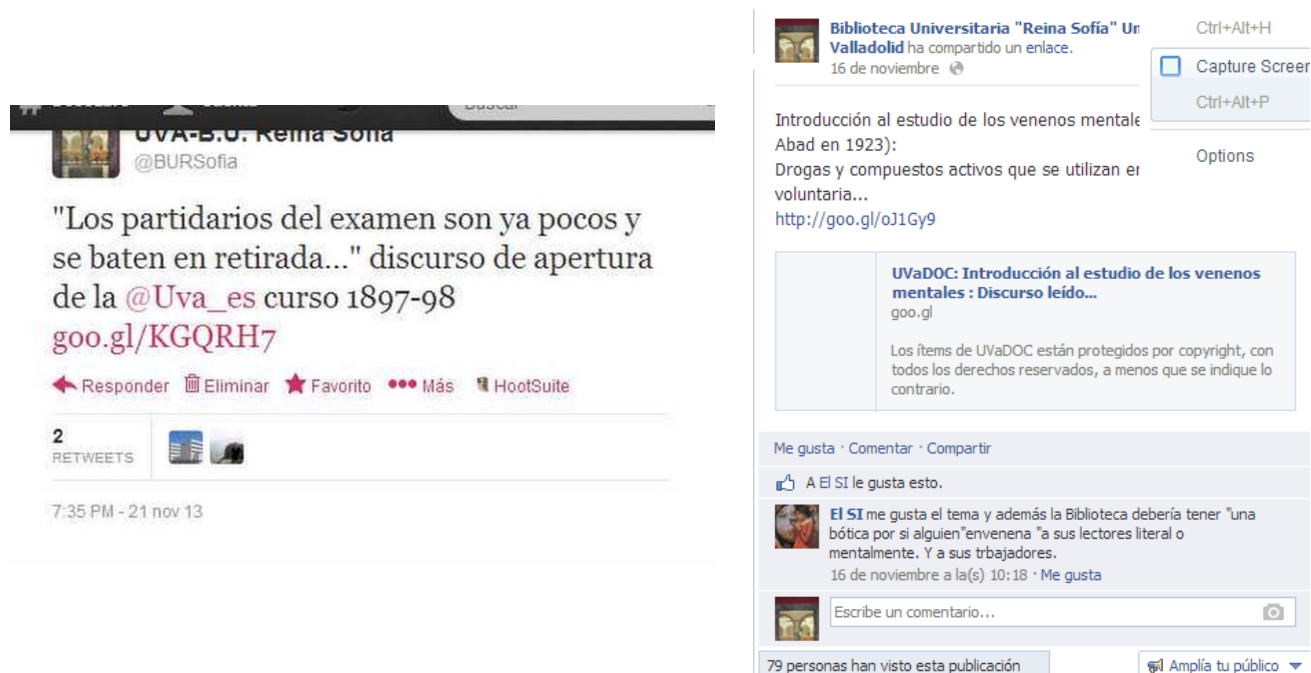 UVA-B.U. Reina Sofía
@BURSofia
"Los partidarios del examen son ya pocos y
se baten en retirada..." discurso de apertura
de la @Uva_es curso 1897-98
goo.gl/KGQRH7
Responder Eliminar Favorito Más HootSuite
2
RETWEETS
7:35 PM - 21 nov 13
Biblioteca Universitaria "Reina Sofía" Un
Valladolid ha compartido un enlace.
16 de noviembre
Introducción al estudio de los venenos mentale
Abad en 1923):
Drogas y compuestos activos que se utilizan en
voluntaria...
http://goo.gl/oJ1Gy9
UVaDOC: Introducción al estudio de los venenos
mentales : Discurso leído...
goo.gl
Los ítems de UVaDOC están protegidos por copyright, con
todos los derechos reservados, a menos que se indique lo
contrario.
Me gusta · Comentar · Compartir
A El SI le gusta esto.
El SI me gusta el tema y además la Biblioteca debería tener "una
bótica por si alguien"envenena "a sus lectores literal o
mentalmente. Y a sus trbajadores.
16 de noviembre a la(s) 10:18 · Me gusta
Escribe un comentario...
79 personas han visto esta publicación
Amplía tu público
Ctrl+Alt+H
Capture Screen
Ctrl+Alt+P
Options